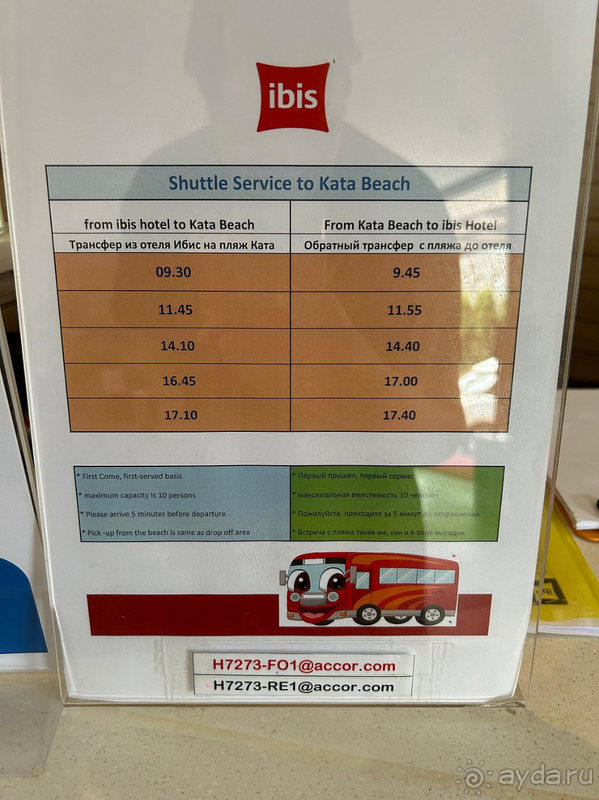 ibis
Shuttle Service to Kata Beach
from ibis hotel to Kata Beach
From Kata Beach to ibis Hotel
Трансфер из отеля Ибис на пляж Ката
Обратный трансфер с пляжа до отеля
09.30
9.45
11.45
11.55
14.10
14.40
16.45
17.00
17.10
17.40
* First Come, first-served basis
* maximum capacity is 10 persons
* Please arrive 5 minutes before departure
* Pick -up from the beach is same as drop off area
* Первый пришел, первый сервис
* максимальная вместимость 10 человек
* Пожалуйста, приходите за 5 минут до отправления
* Встреча с пляжа такая же, как и в зоне высадки.
H7273-FO1@accor.com
H7273-RE1@accor.com
ayda.ru